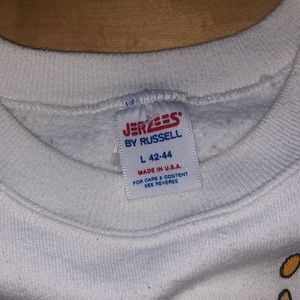 JERZEES®
BY RUSSELL
L 42-44
MADE IN U.S.A.
FOR CARE & CONTENT
SEE REVERSE